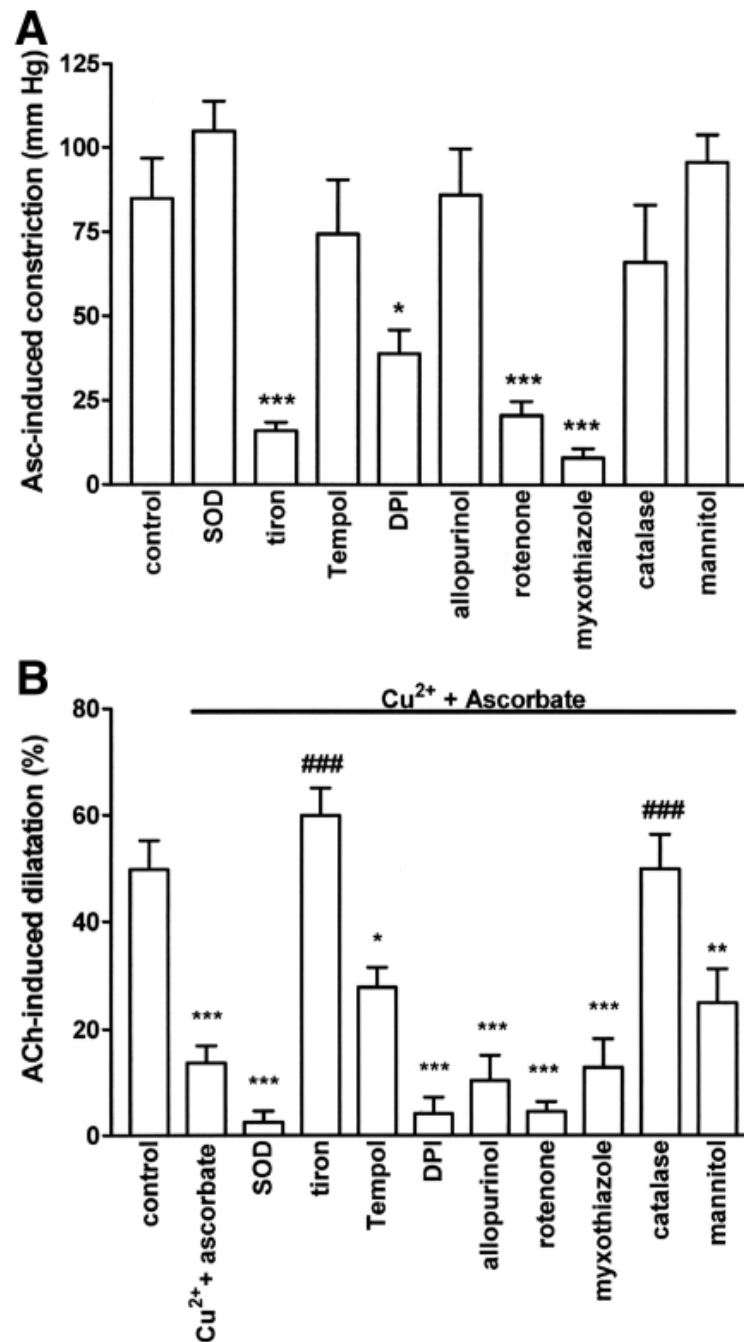 A
Asc-induced constriction (mm Hg)
125
100
75
50
25
0
*
***
***
***
control
SOD
tiron
Tempol
DPI
allopurinol
rotenone
myxothiazole
catalase
mannitol
B
Cu²⁺ + Ascorbate
ACh-induced dilatation (%)
80
60
40
20
0
###
###
*
**
***
***
***
***
***
***
control
Cu²⁺+ ascorbate
SOD
tiron
Tempol
DPI
allopurinol
rotenone
myxothiazole
catalase
mannitol